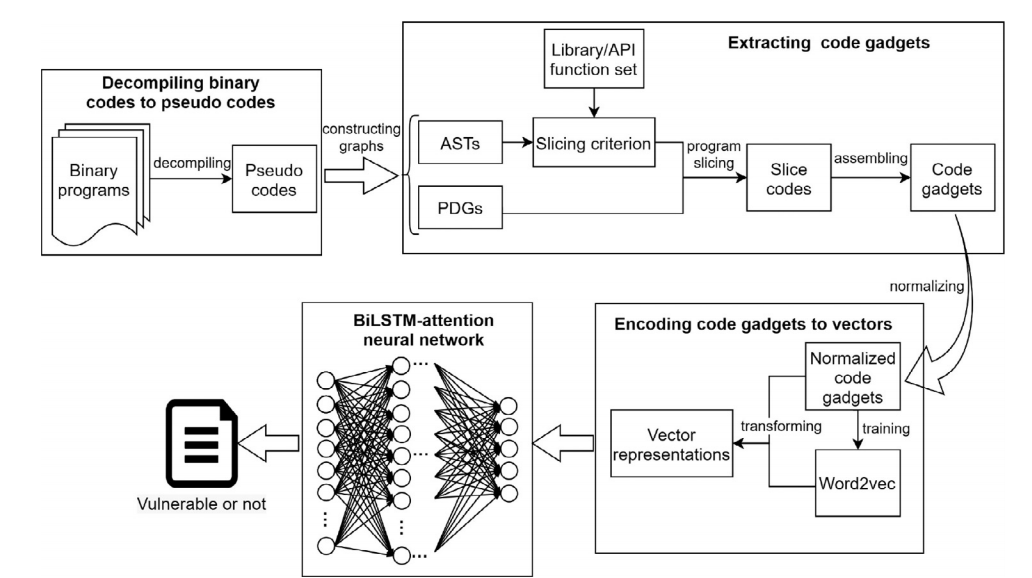 Decompiling binary
codes to pseudo codes
Binary
programs
decompiling
Pseudo
codes
constructing
graphs
Extracting code gadgets
Library/API
function set
ASTs
Slicing criterion
PDGs
program
slicing
Slice
codes
assembling
Code
gadgets
normalizing
Encoding code gadgets to vectors
Normalized
code
gadgets
training
Word2vec
transforming
Vector
representations
BiLSTM-attention
neural network
Vulnerable or not